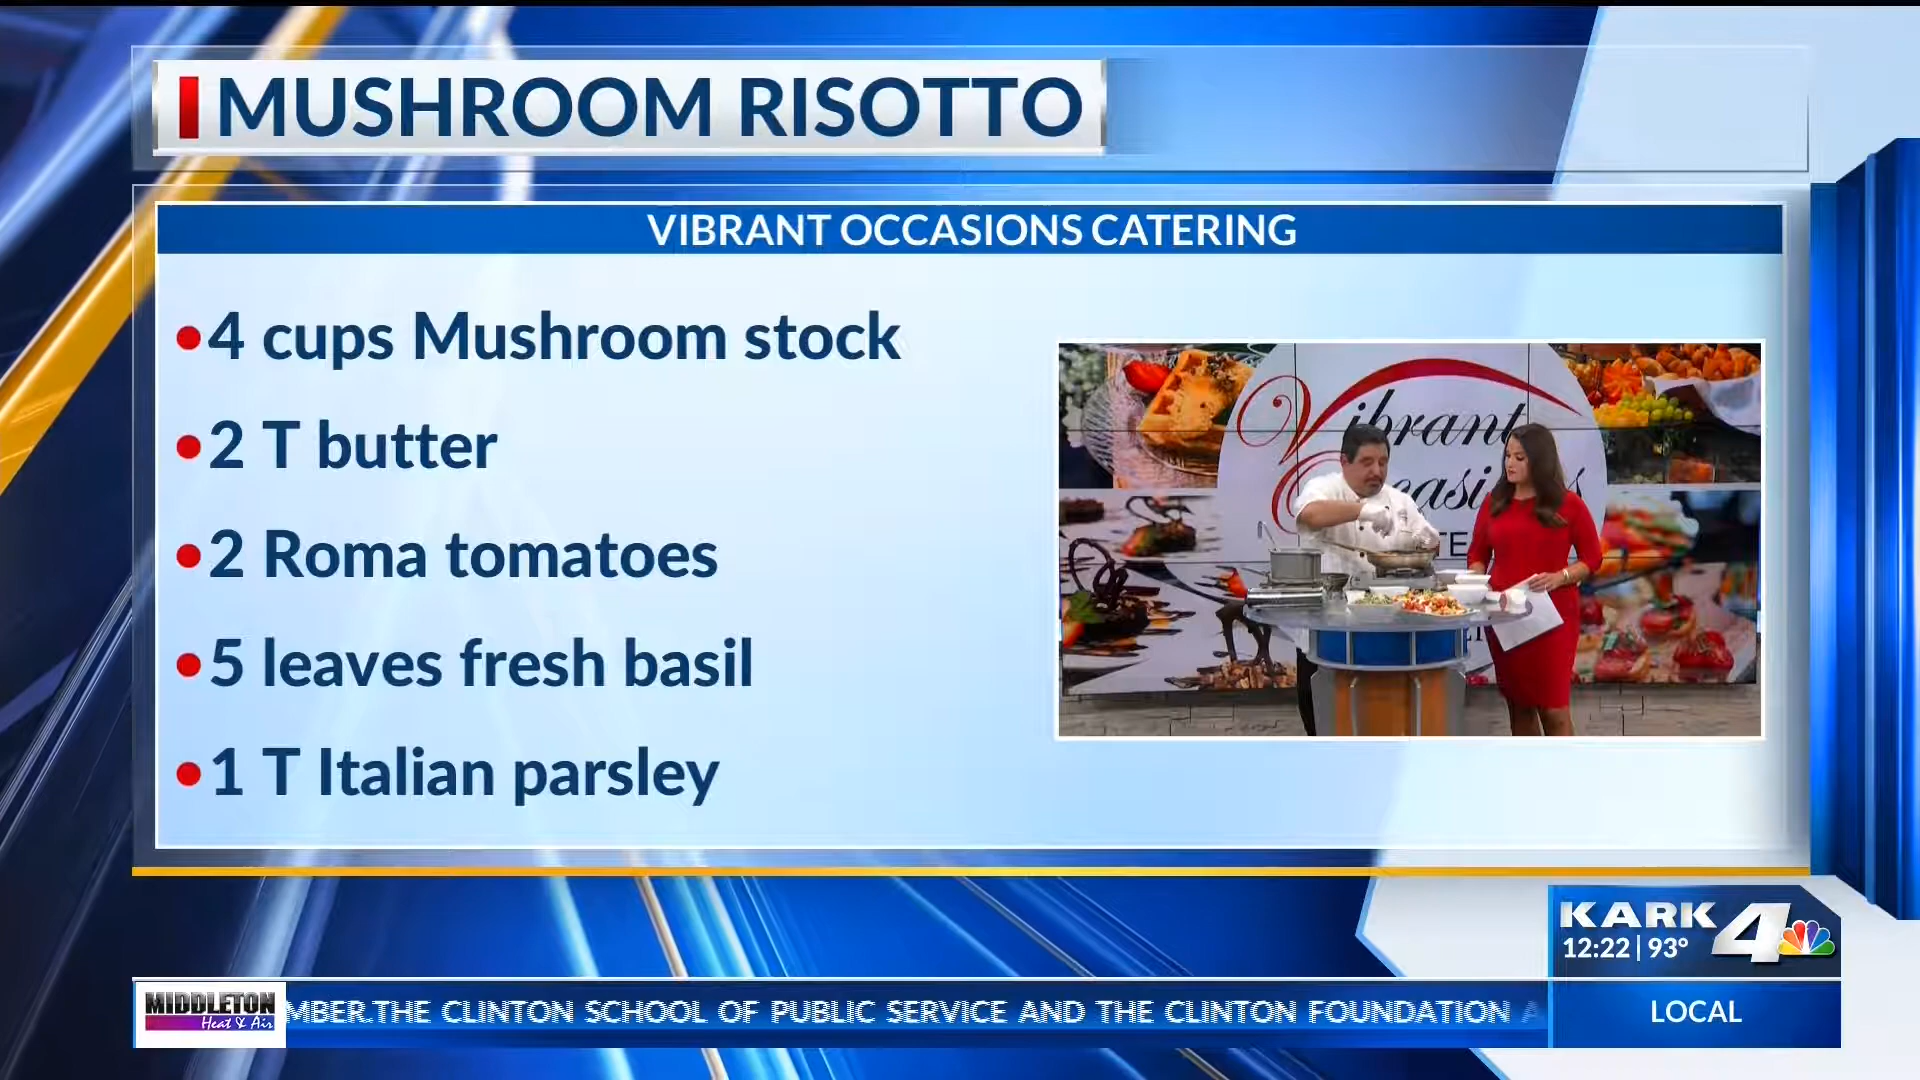 MUSHROOM RISOTTO
VIBRANT OCCASIONS CATERING
4 cups Mushroom stock
2 T butter
2 Roma tomatoes
5 leaves fresh basil
1 T Italian parsley
Vibrant
KARK 4
12:22 | 93°
MIDDLETON
Heat & Air
MBER.THE CLINTON SCHOOL OF PUBLIC SERVICE AND THE CLINTON FOUNDATION A
LOCAL